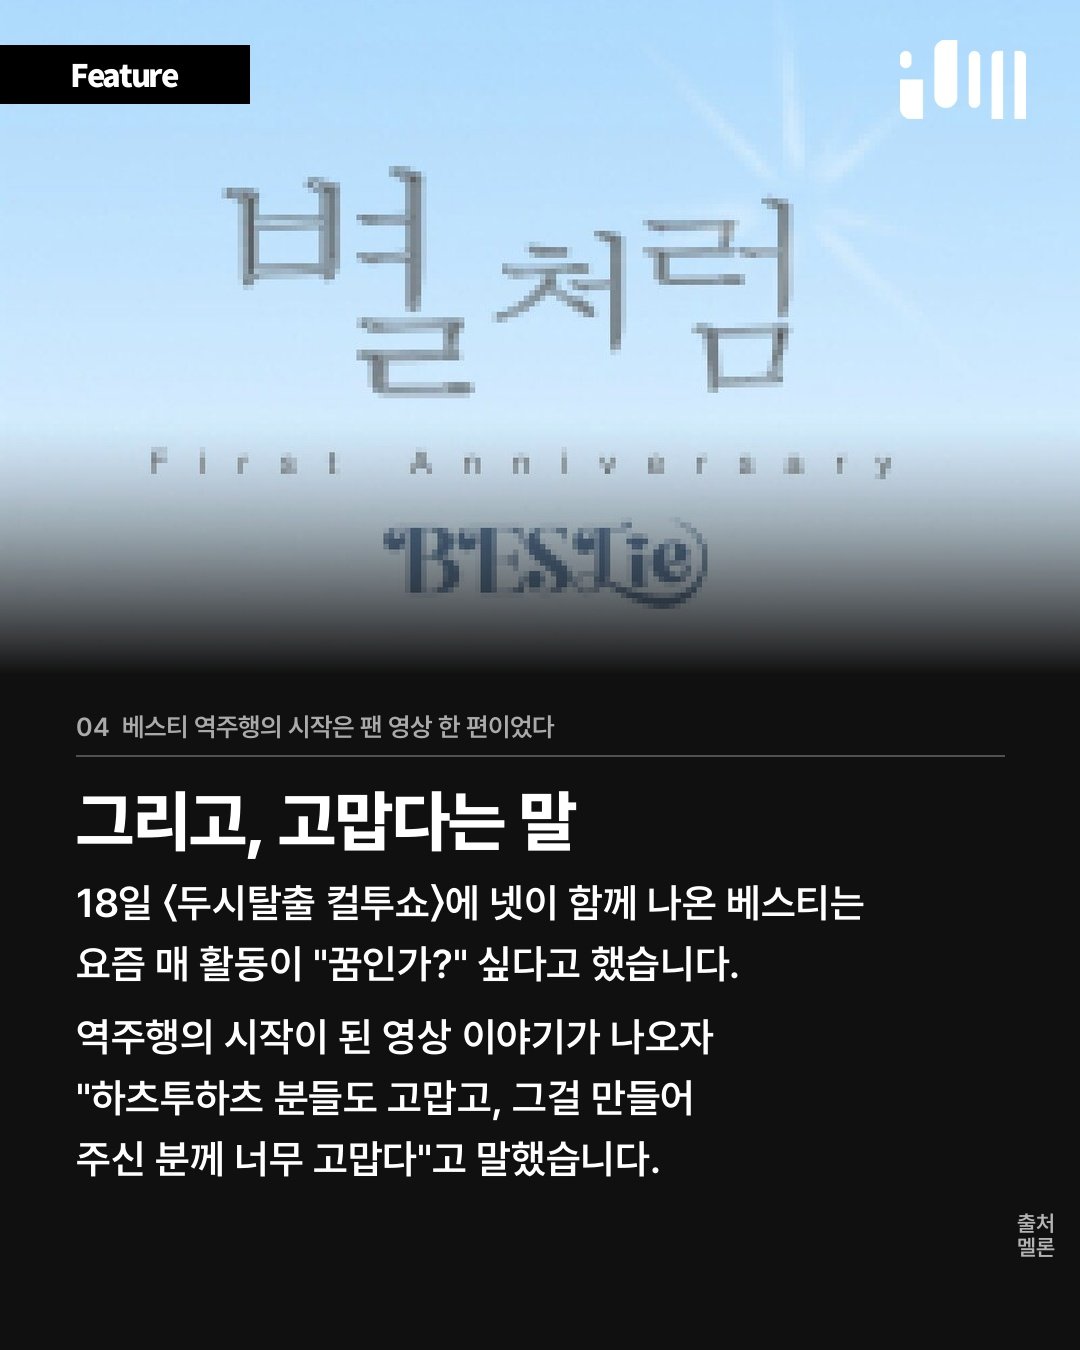 Feature
별처럼
First Anniversary
BESTie
04 베스티 역주행의 시작은 팬 영상 한 편이었다
그리고, 고맙다는 말
18일 〈두시탈출 컬투쇼〉에 넷이 함께 나온 베스티는
요즘 매 활동이 "꿈인가?" 싶다고 했습니다.
역주행의 시작이 된 영상 이야기가 나오자
"하츠투하츠 분들도 고맙고, 그걸 만들어
주신 분께 너무 고맙다"고 말했습니다.
출처
멜론